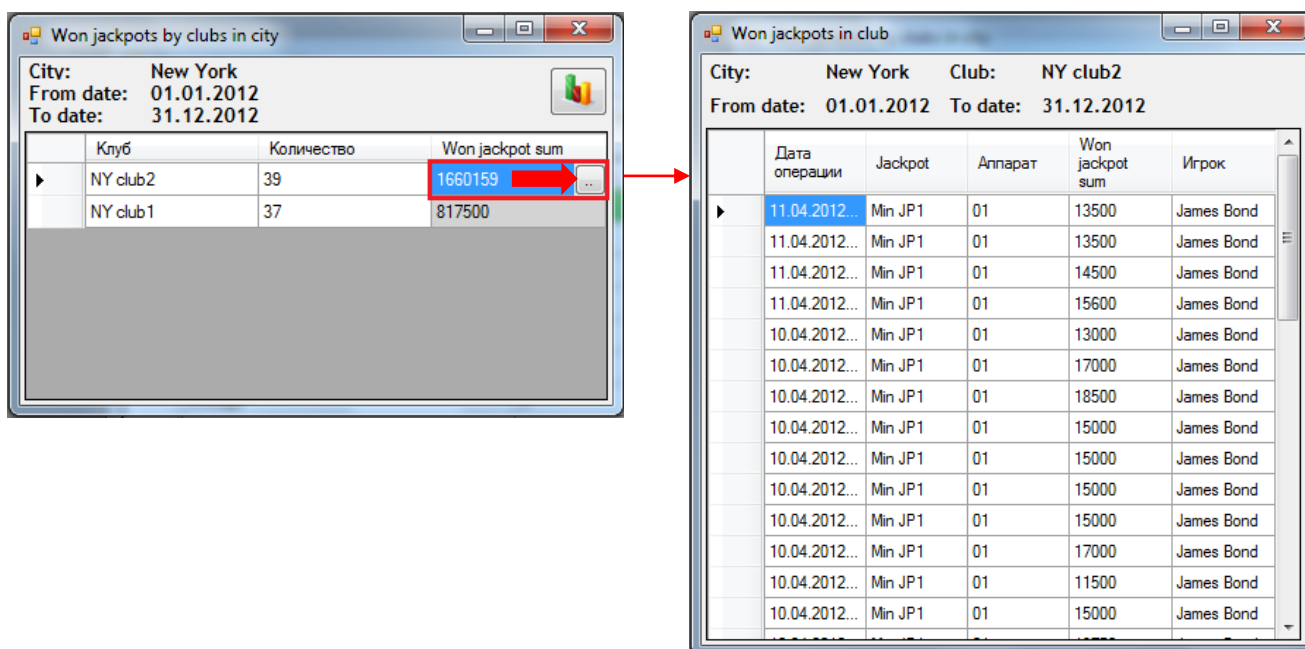 Won jackpots by clubs in city
City: New York
From date: 01.01.2012
To date: 31.12.2012
Клуб Количество Won jackpot sum
NY club2 39 1660159 ..
NY club1 37 817500
Won jackpots in club
City: New York Club: NY club2
From date: 01.01.2012 To date: 31.12.2012
Дата операции Jackpot Аппарат Won jackpot sum Игрок
11.04.2012... Min JP1 01 13500 James Bond
11.04.2012... Min JP1 01 13500 James Bond
11.04.2012... Min JP1 01 14500 James Bond
11.04.2012... Min JP1 01 15600 James Bond
10.04.2012... Min JP1 01 13000 James Bond
10.04.2012... Min JP1 01 17000 James Bond
10.04.2012... Min JP1 01 18500 James Bond
10.04.2012... Min JP1 01 15000 James Bond
10.04.2012... Min JP1 01 15000 James Bond
10.04.2012... Min JP1 01 15000 James Bond
10.04.2012... Min JP1 01 15000 James Bond
10.04.2012... Min JP1 01 17000 James Bond
10.04.2012... Min JP1 01 11500 James Bond
10.04.2012... Min JP1 01 15000 James Bond